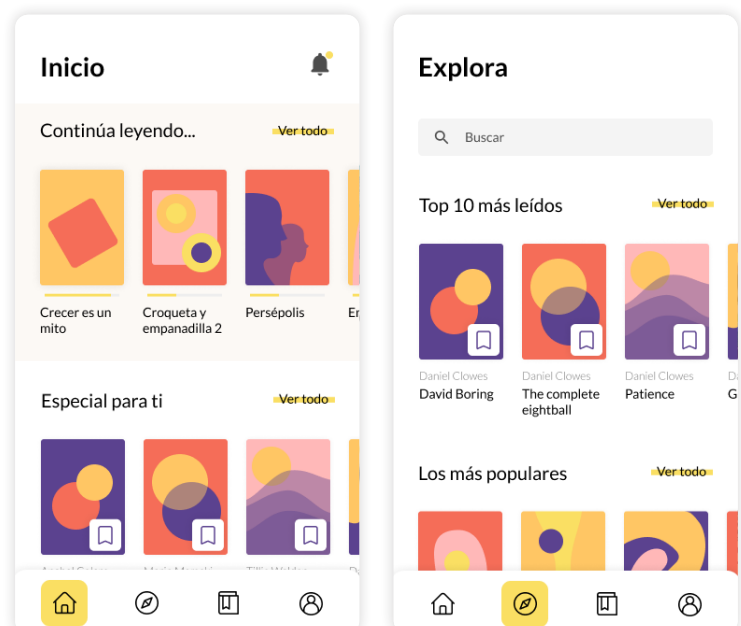 Inicio
Continúa leyendo...
Ver todo
Crecer es un
mito
Croqueta y
empanadilla 2
Persépolis
Especial para ti
Ver todo
Explora
Buscar
Top 10 más leídos
Ver todo
Daniel Clowes
David Boring
Daniel Clowes
The complete
eightball
Daniel Clowes
Patience
Los más populares
Ver todo